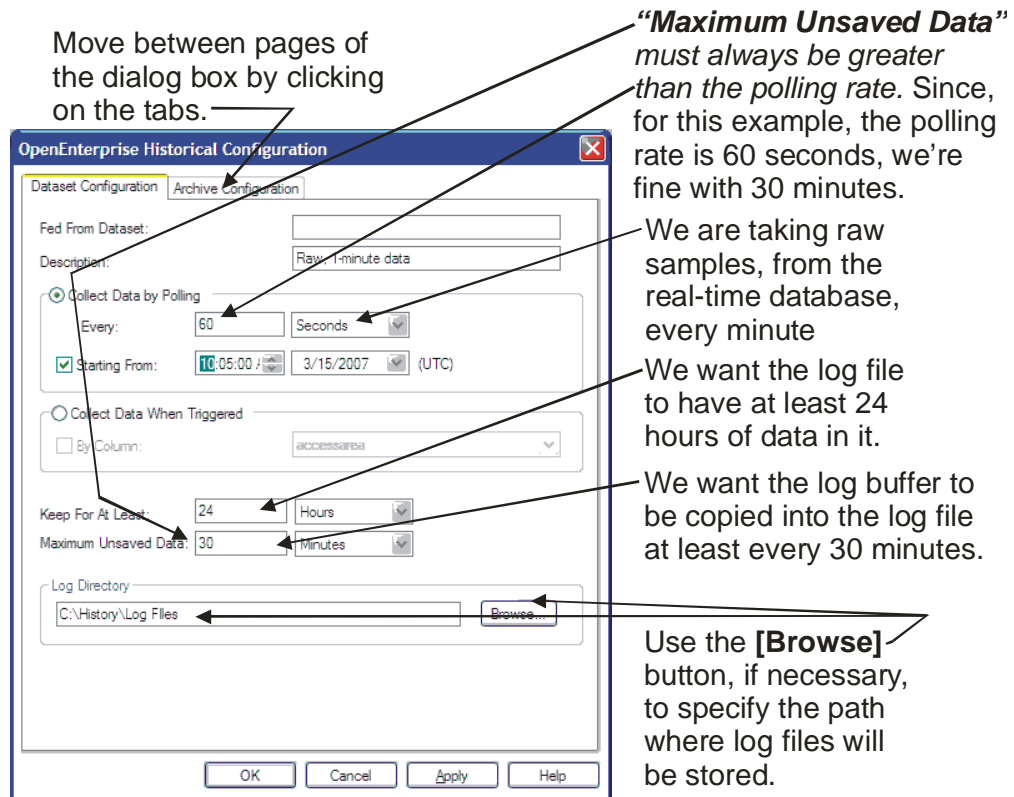 Move between pages of
the dialog box by clicking
on the tabs.
“Maximum Unsaved Data”
must always be greater
than the polling rate. Since,
for this example, the polling
rate is 60 seconds, we’re
fine with 30 minutes.
We are taking raw
samples, from the
real-time database,
every minute
We want the log file
to have at least 24
hours of data in it.
We want the log buffer to
be copied into the log file
at least every 30 minutes.
Use the [Browse]
button, if necessary,
to specify the path
where log files will
be stored.
OpenEnterprise Historical Configuration
Dataset Configuration Archive Configuration
Fed From Dataset:
Description: Raw, 1-minute data
Collect Data by Polling
Every: 60 Seconds
Starting From: 10:05:00 3/15/2007 (UTC)
Collect Data When Triggered
By Column: accessarea
Keep For At Least: 24 Hours
Maximum Unsaved Data: 30 Minutes
Log Directory
C:\History\Log FIles Browse...
OK Cancel Apply Help